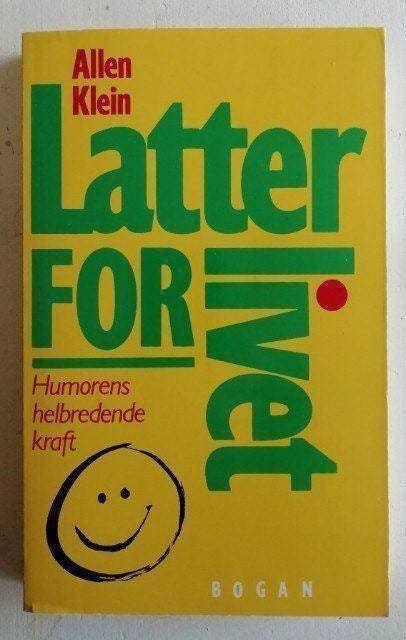 Allen
Klein
Latter
FOR
livet
Humorens
helbredende
kraft
BOGAN